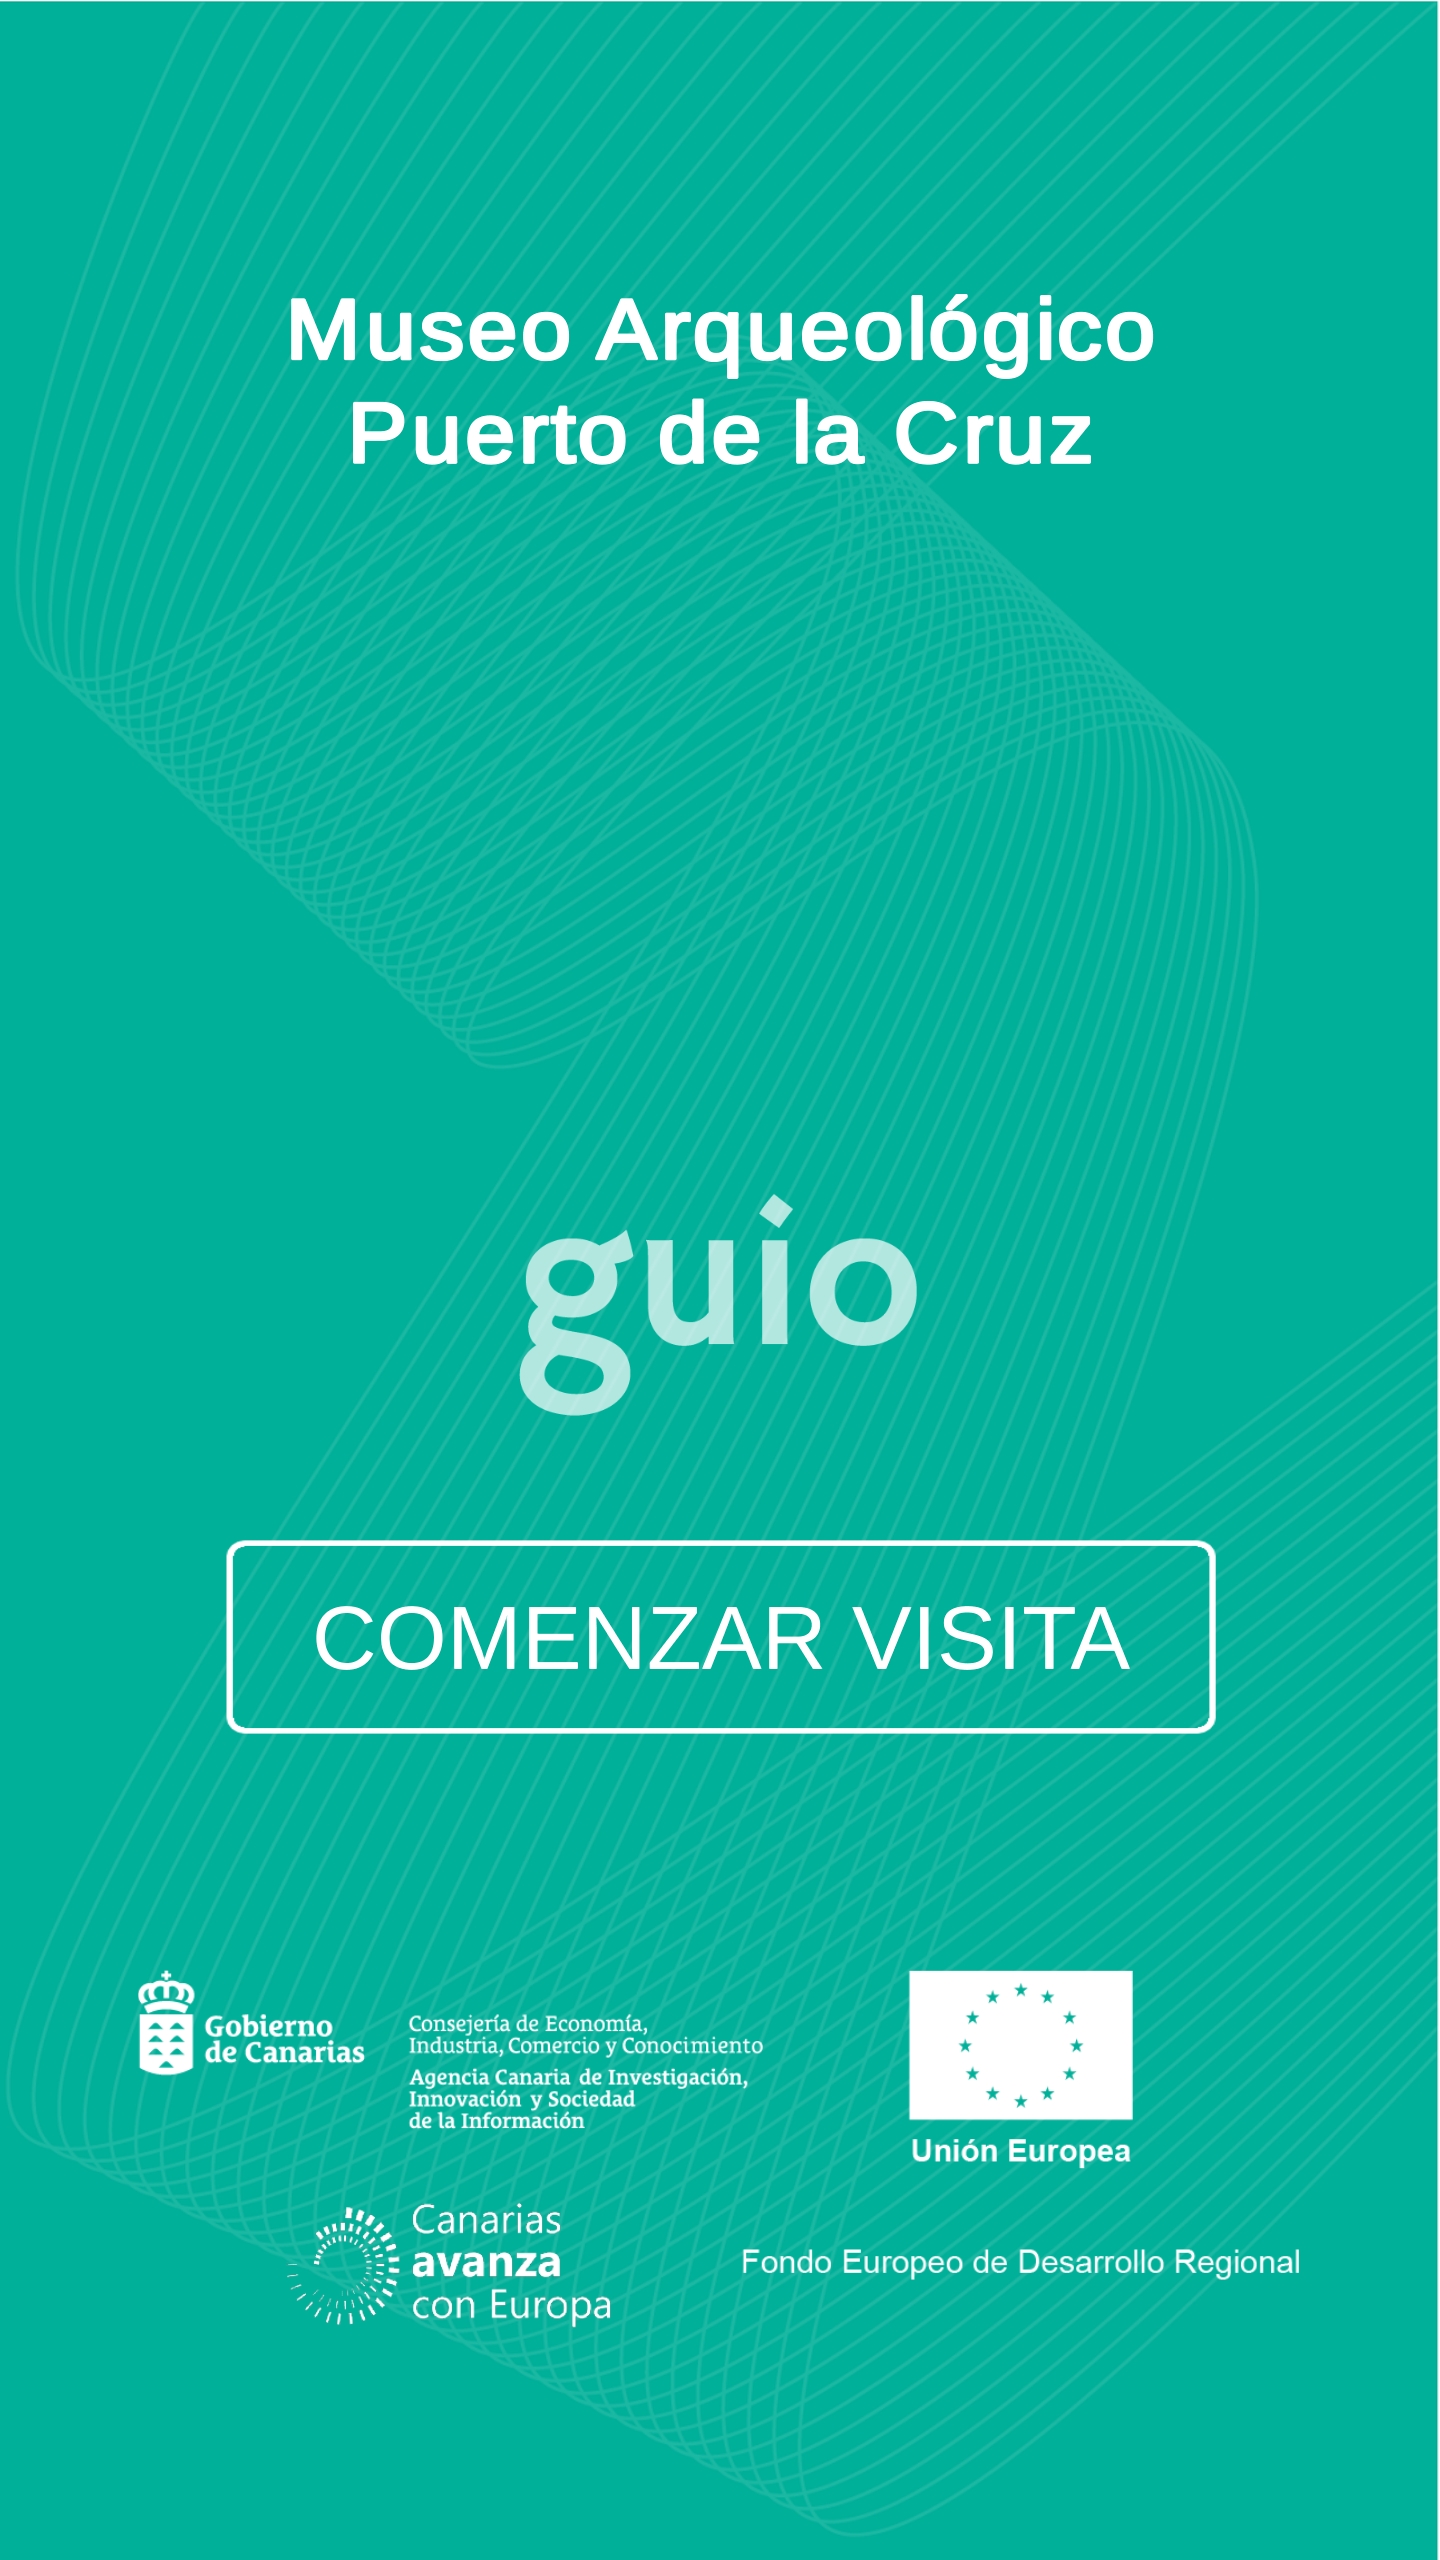 Museo Arqueológico
Puerto de la Cruz
guio
COMENZAR VISITA
Gobierno
de Canarias
Consejería de Economía,
Industria, Comercio y Conocimiento
Agencia Canaria de Investigación,
Innovación y Sociedad
de la Información
Unión Europea
Canarias
avanza
con Europa
Fondo Europeo de Desarrollo Regional